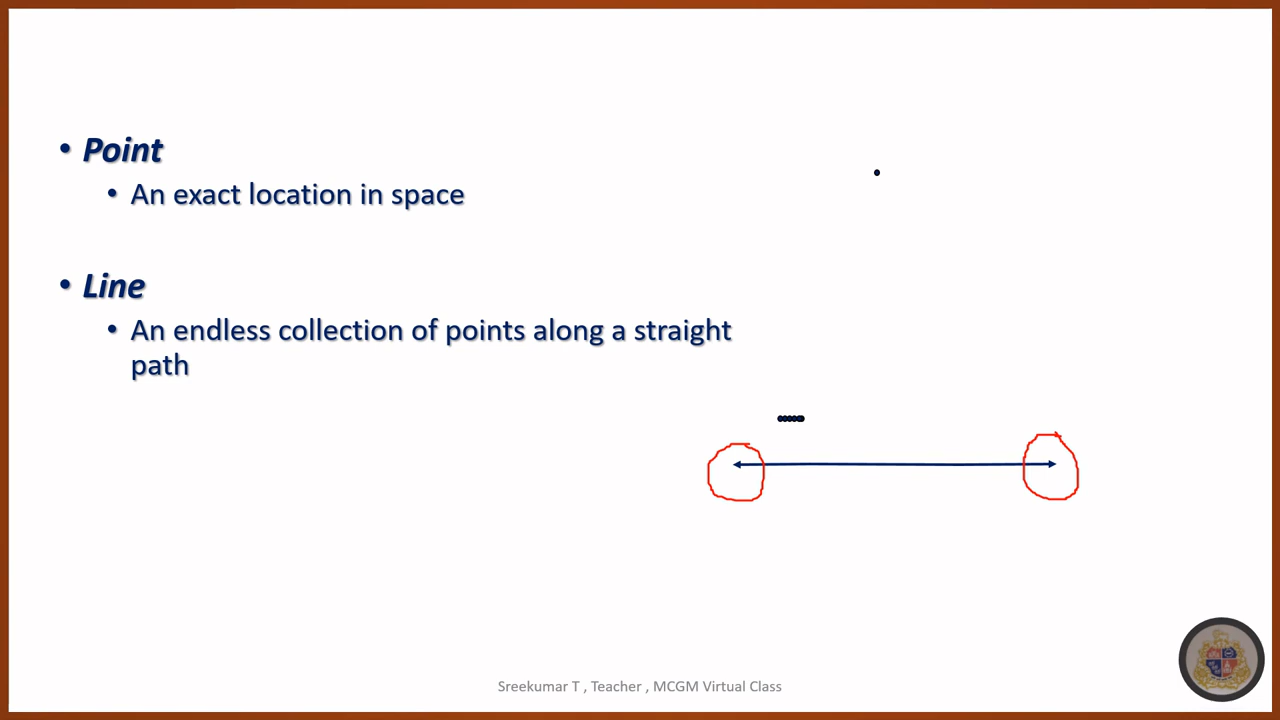 • Point
• An exact location in space
• Line
• An endless collection of points along a straight
path
Sreekumar T , Teacher , MCGM Virtual Class